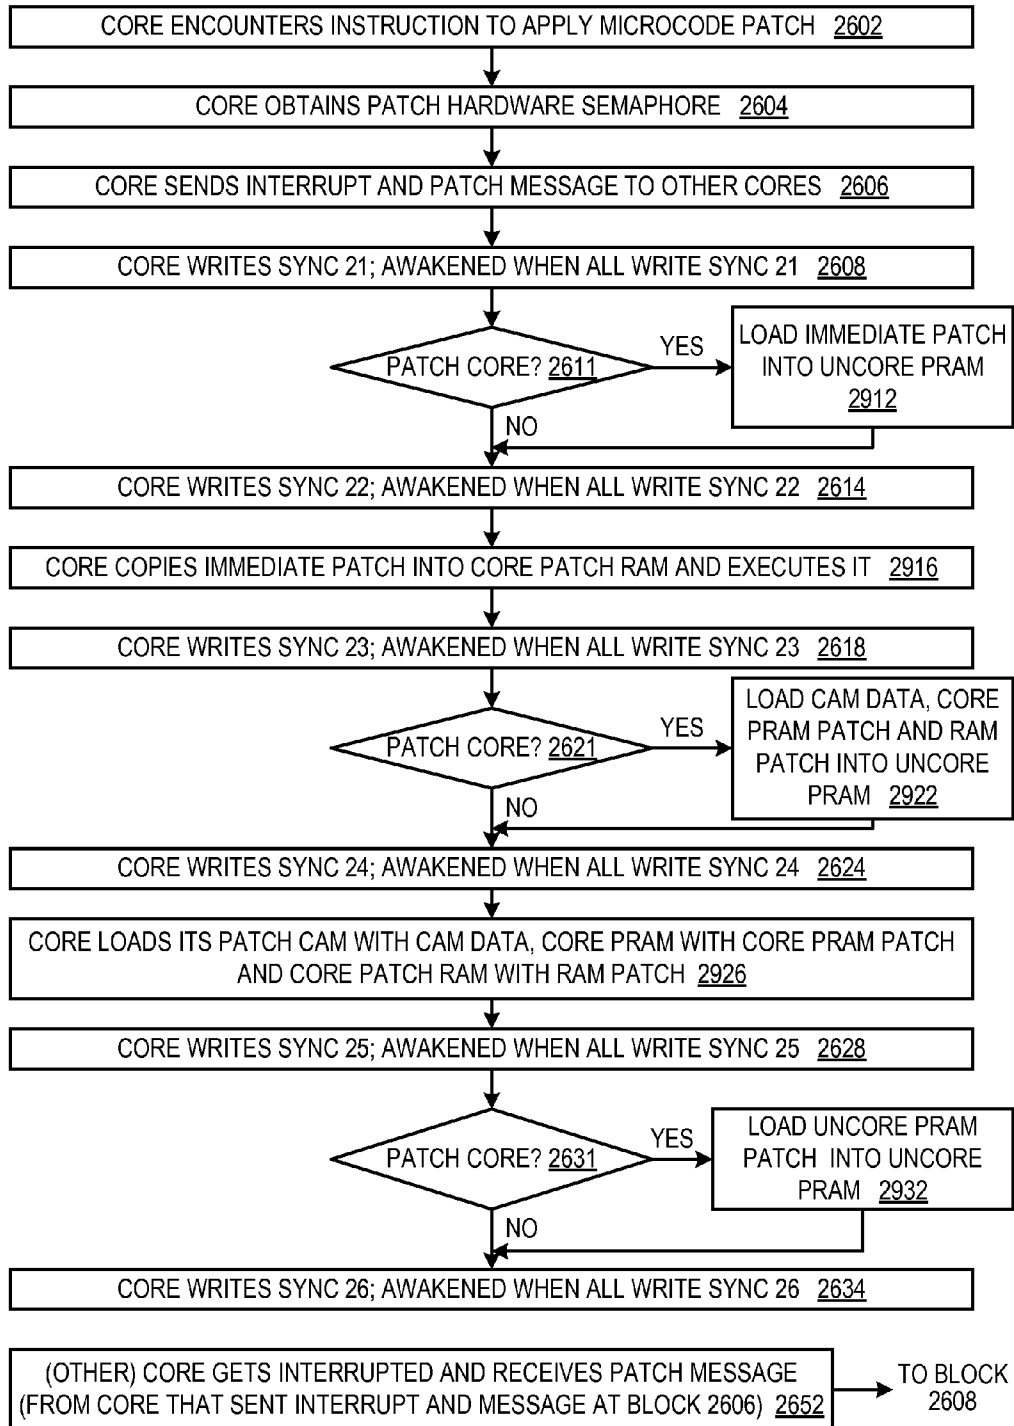 CORE ENCOUNTERS INSTRUCTION TO APPLY MICROCODE PATCH 2602
CORE OBTAINS PATCH HARDWARE SEMAPHORE 2604
CORE SENDS INTERRUPT AND PATCH MESSAGE TO OTHER CORES 2606
CORE WRITES SYNC 21; AWAKENED WHEN ALL WRITE SYNC 21 2608
PATCH CORE? 2611
YES
LOAD IMMEDIATE PATCH
INTO UNCORE PRAM
2912
NO
CORE WRITES SYNC 22; AWAKENED WHEN ALL WRITE SYNC 22 2614
CORE COPIES IMMEDIATE PATCH INTO CORE PATCH RAM AND EXECUTES IT 2916
CORE WRITES SYNC 23; AWAKENED WHEN ALL WRITE SYNC 23 2618
PATCH CORE? 2621
YES
LOAD CAM DATA, CORE
PRAM PATCH AND RAM
PATCH INTO UNCORE
PRAM 2922
NO
CORE WRITES SYNC 24; AWAKENED WHEN ALL WRITE SYNC 24 2624
CORE LOADS ITS PATCH CAM WITH CAM DATA, CORE PRAM WITH CORE PRAM PATCH
AND CORE PATCH RAM WITH RAM PATCH 2926
CORE WRITES SYNC 25; AWAKENED WHEN ALL WRITE SYNC 25 2628
PATCH CORE? 2631
YES
LOAD UNCORE PRAM
PATCH INTO UNCORE
PRAM 2932
NO
CORE WRITES SYNC 26; AWAKENED WHEN ALL WRITE SYNC 26 2634
(OTHER) CORE GETS INTERRUPTED AND RECEIVES PATCH MESSAGE
(FROM CORE THAT SENT INTERRUPT AND MESSAGE AT BLOCK 2606) 2652
TO BLOCK
2608